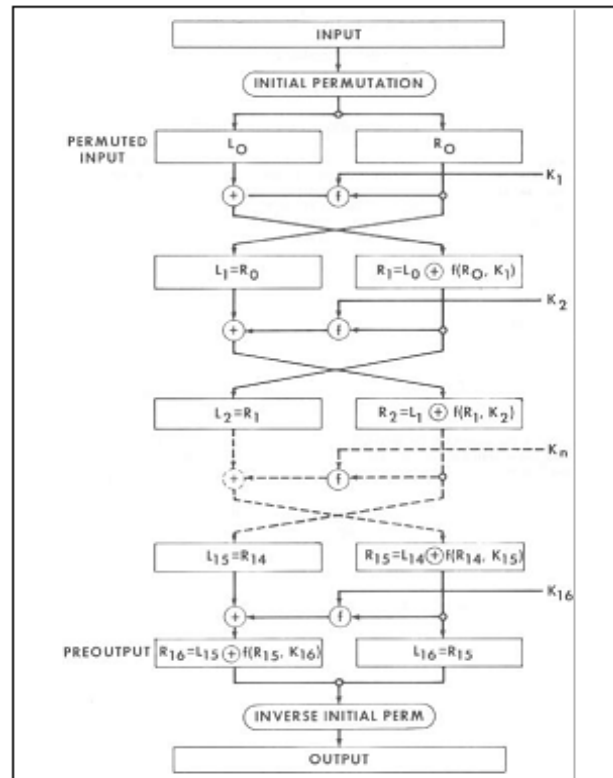 INPUT
INITIAL PERMUTATION
PERMUTED INPUT
L₀
R₀
K₁
+
f
L₁=R₀
R₁=L₀ ⊕ f(R₀, K₁)
K₂
+
f
L₂=R₁
R₂=L₁ ⊕ f(R₁, K₂)
Kₙ
+
f
L₁₅=R₁₄
R₁₅=L₁₄ ⊕ f(R₁₄, K₁₅)
K₁₆
+
f
PREOUTPUT
R₁₆=L₁₅ ⊕ f(R₁₅, K₁₆)
L₁₆=R₁₅
INVERSE INITIAL PERM
OUTPUT